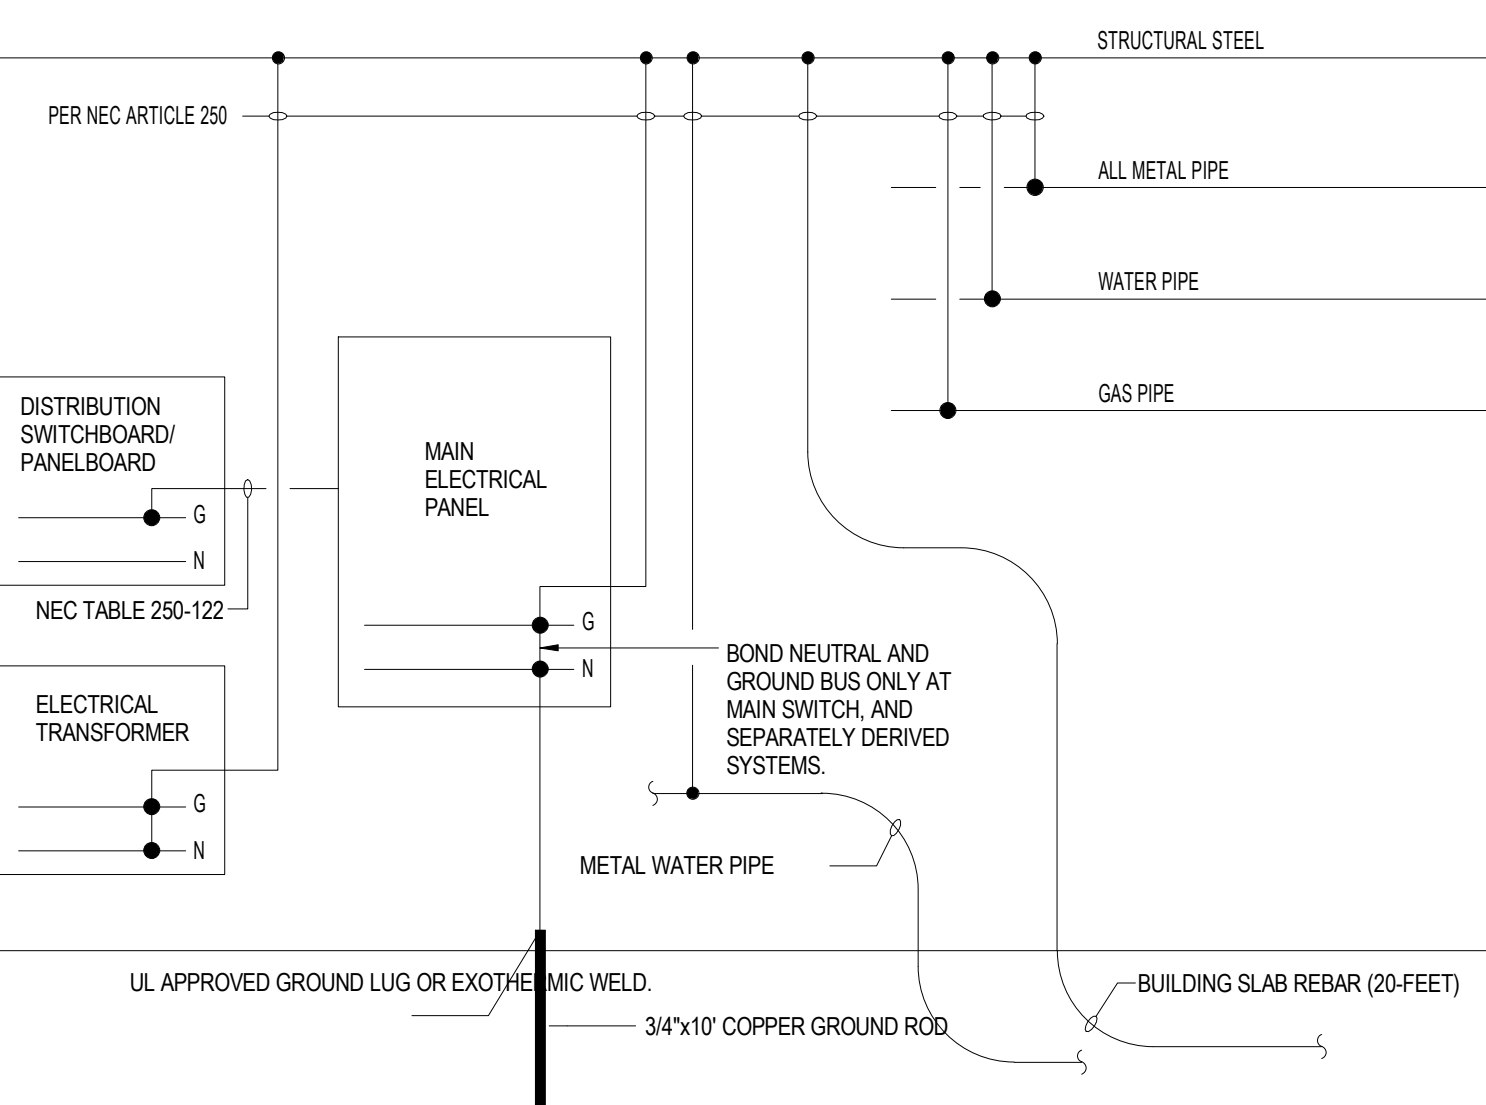 STRUCTURAL STEEL
PER NEC ARTICLE 250
ALL METAL PIPE
WATER PIPE
GAS PIPE
DISTRIBUTION
SWITCHBOARD/
PANELBOARD
G
N
NEC TABLE 250-122
MAIN
ELECTRICAL
PANEL
G
N
BOND NEUTRAL AND
GROUND BUS ONLY AT
MAIN SWITCH, AND
SEPARATELY DERIVED
SYSTEMS.
ELECTRICAL
TRANSFORMER
G
N
METAL WATER PIPE
UL APPROVED GROUND LUG OR EXOTHERMIC WELD.
BUILDING SLAB REBAR (20-FEET)
3/4"x10' COPPER GROUND ROD